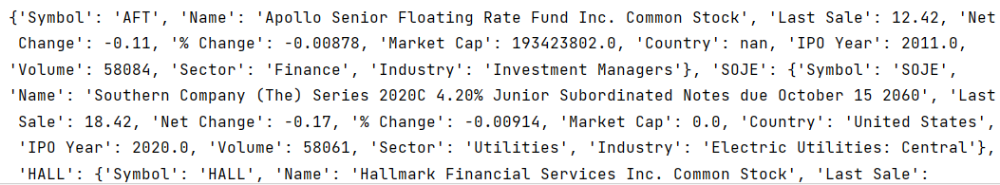 {'Symbol': 'AFT', 'Name': 'Apollo Senior Floating Rate Fund Inc. Common Stock', 'Last Sale': 12.42, 'Net
Change': -0.11, '% Change': -0.00878, 'Market Cap': 193423802.0, 'Country': nan, 'IPO Year': 2011.0,
'Volume': 58084, 'Sector': 'Finance', 'Industry': 'Investment Managers'}, 'SOJE': {'Symbol': 'SOJE',
'Name': 'Southern Company (The) Series 2020C 4.20% Junior Subordinated Notes due October 15 2060', 'Last
Sale': 18.42, 'Net Change': -0.17, '% Change': -0.00914, 'Market Cap': 0.0, 'Country': 'United States',
'IPO Year': 2020.0, 'Volume': 58061, 'Sector': 'Utilities', 'Industry': 'Electric Utilities: Central'},
'HALL': {'Symbol': 'HALL', 'Name': 'Hallmark Financial Services Inc. Common Stock', 'Last Sale':